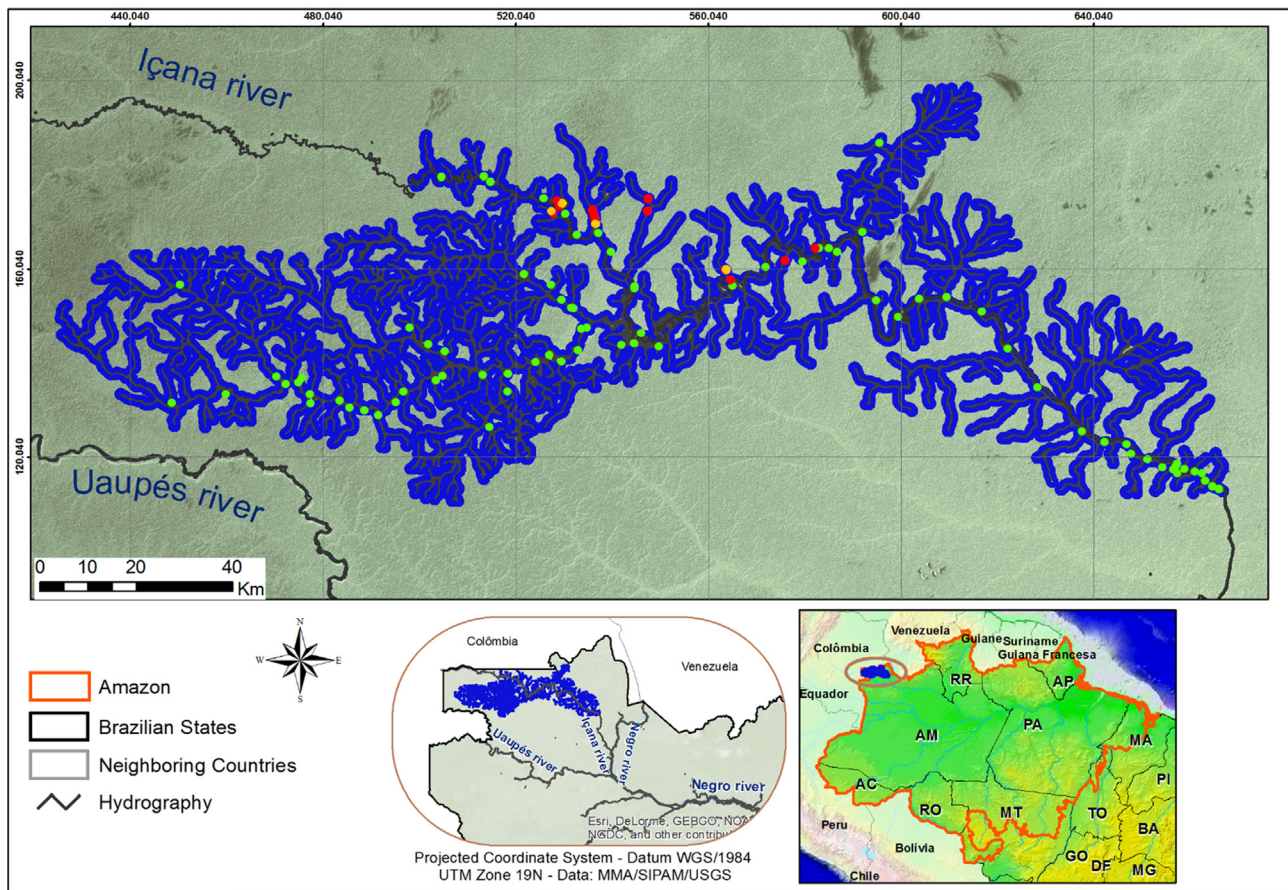 440.040 480.040 520.040 560.040 600.040 640.040
200.040
160.040
120.040
Içana river
Uaupés river
0 10 20 40
Km
N
W E
S
Amazon
Brazilian States
Neighboring Countries
Hydrography
Colômbia
Venezuela
Uaupés river
Içana river
Negro river
Negro river
Esri, DeLorme, GEBCO, NOA
NGDC, and other contribu
Projected Coordinate System - Datum WGS/1984
UTM Zone 19N - Data: MMA/SIPAM/USGS
Venezuela
Guiane
Suriname
Guiana Francesa
Colômbia
Equador
RR
AP
AM
PA
MA
PI
AC
RO
MT
TO
BA
Peru
Bolivia
GO
DF
MG
Chile